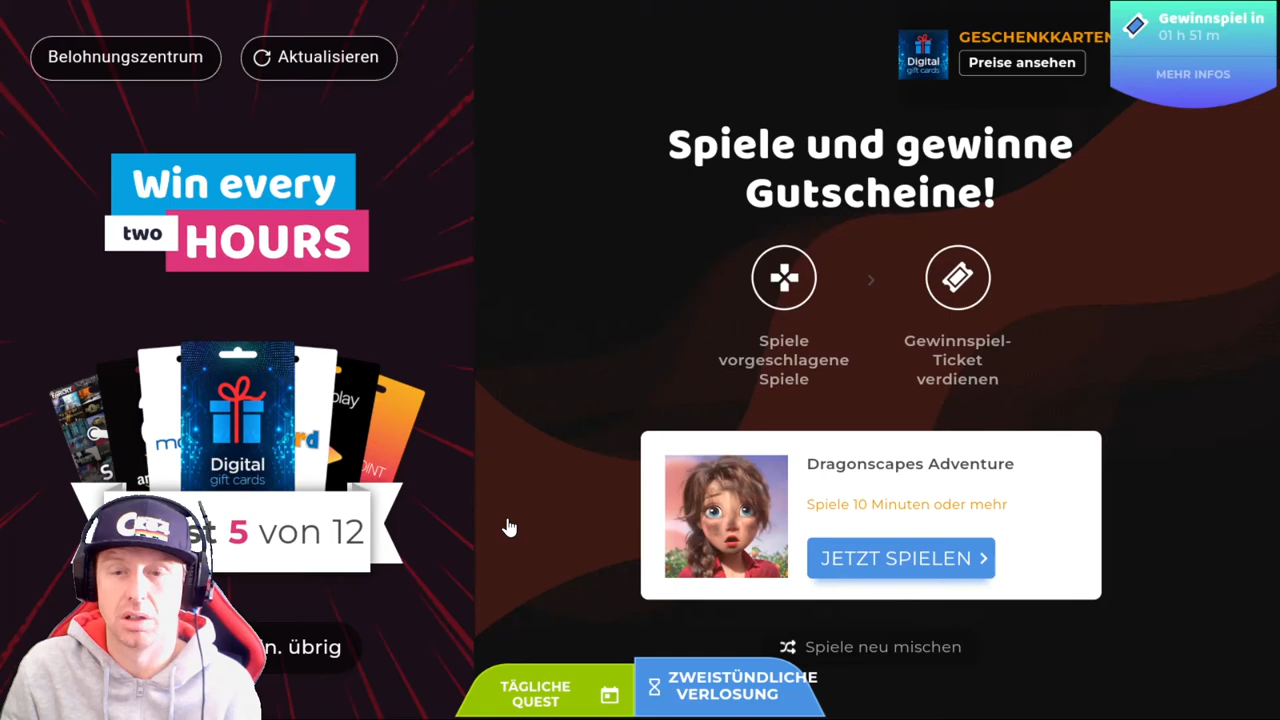 Belohnungszentrum
Aktualisieren
GESCHENKKARTEN
Preise ansehen
Digital
gift cards
Gewinnspiel in
01 h 51 m
MEHR INFOS
Win every
two
HOURS
Spiele und gewinne
Gutscheine!
Spiele
vorgeschlagene
Spiele
Gewinnspiel-
Ticket
verdienen
Digital
gift cards
5 von 12
Dragonscapes Adventure
Spiele 10 Minuten oder mehr
JETZT SPIELEN
n. übrig
Spiele neu mischen
TÄGLICHE
QUEST
ZWEISTÜNDLICHE
VERLOSUNG